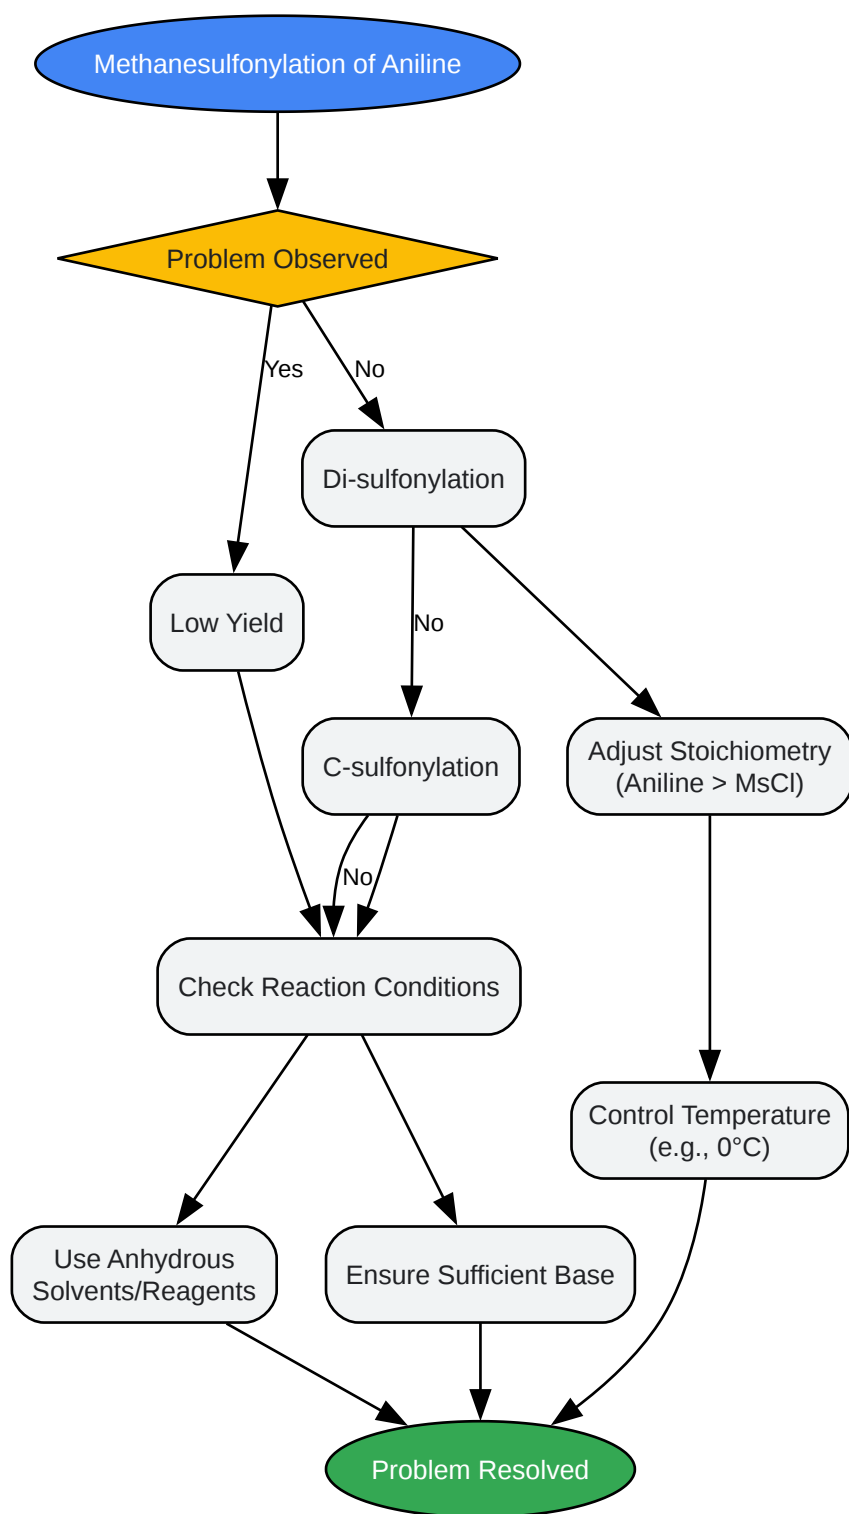 Methanesulfonylation of Aniline
Problem Observed
Yes
No
Di-sulfonylation
Low Yield
No
C-sulfonylation
Adjust Stoichiometry
(Aniline > MsCl)
No
Check Reaction Conditions
Control Temperature
(e.g., 0°C)
Use Anhydrous
Solvents/Reagents
Ensure Sufficient Base
Problem Resolved